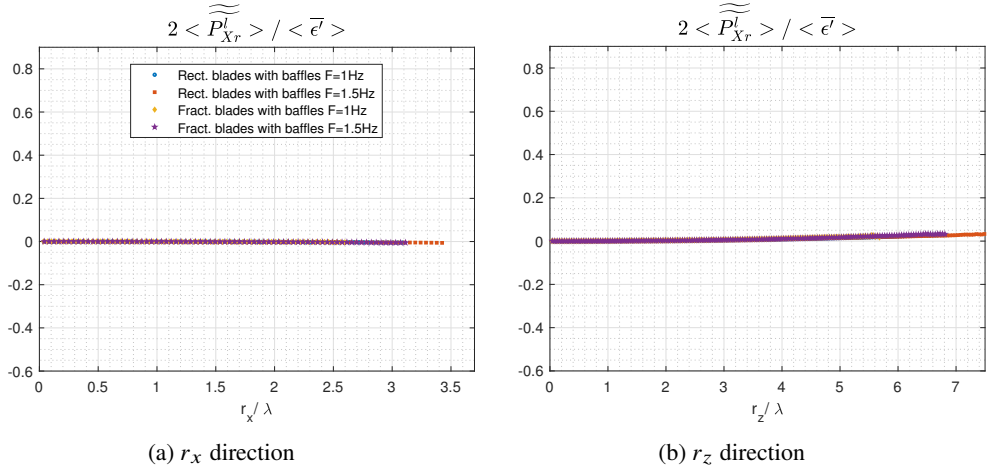 2 < P^l_{Xr} > / < ε′ >
0.8
0.6
0.4
0.2
0
-0.2
-0.4
-0.6
0 0.5 1 1.5 2 2.5 3 3.5
r_x/ λ
Rect. blades with baffles F=1Hz
Rect. blades with baffles F=1.5Hz
Fract. blades with baffles F=1Hz
Fract. blades with baffles F=1.5Hz
(a) r_x direction
2 < P^l_{Xr} > / < ε′ >
0.8
0.6
0.4
0.2
0
-0.2
-0.4
-0.6
0 1 2 3 4 5 6 7
r_z/ λ
(b) r_z direction